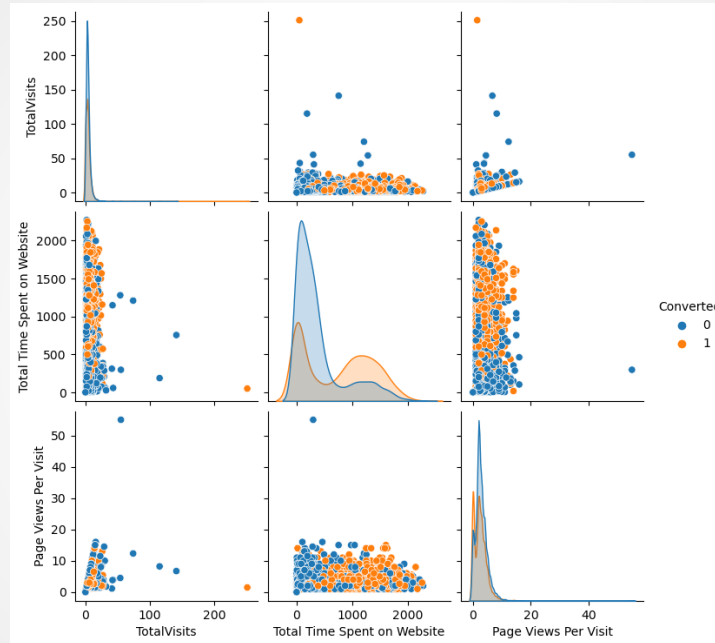 250
200
150
100
50
0
TotalVisits
2000
1500
1000
500
0
Total Time Spent on Website
Converted
0
1
50
40
30
20
10
0
Page Views Per Visit
0 100 200
TotalVisits
0 1000 2000
Total Time Spent on Website
0 20 40
Page Views Per Visit